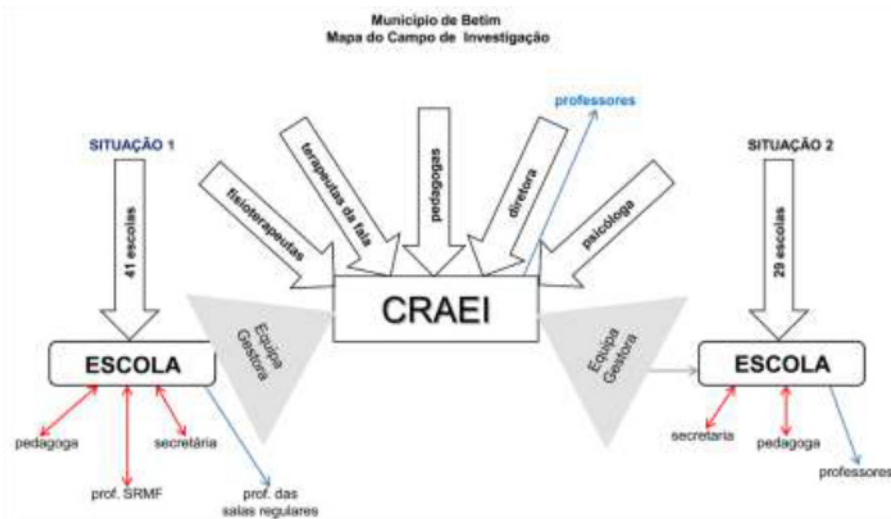 Município de Betim
Mapa do Campo de Investigação
professores
SITUAÇÃO 1
SITUAÇÃO 2
41 escolas
fisioterapeutas
terapeutas da fala
pedagogas
diretora
psicóloga
29 escolas
CRAEI
ESCOLA
Equipa
Gestora
Equipa
Gestora
ESCOLA
pedagoga
secretária
prof. SRMF
prof. das
salas regulares
secretaria
pedagoga
professores